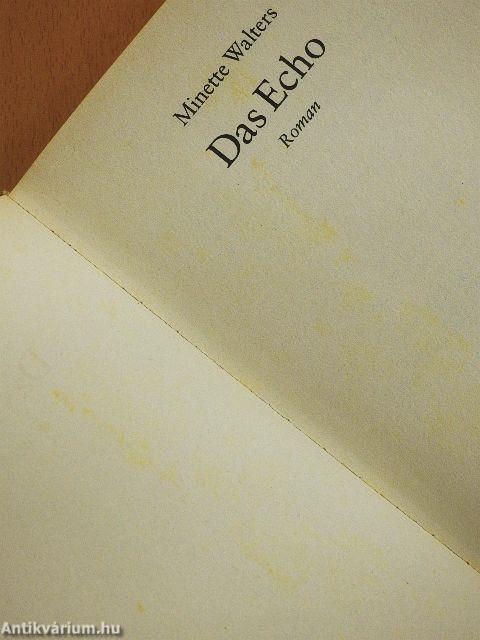 Minette Walters
Das Echo
Roman
Antikvárium.hu